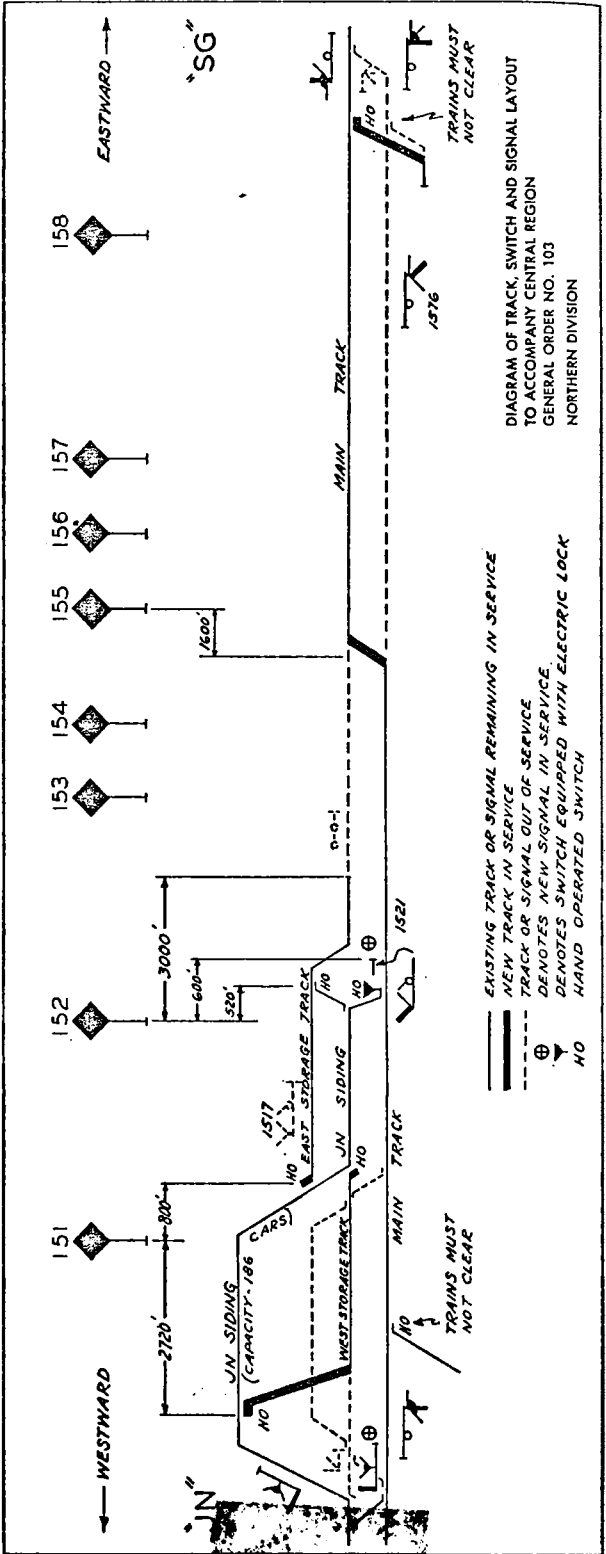 WESTWARD
EASTWARD
151
152
153
154
155
156
157
158
"JN"
"SG"
2720'
800'
3000'
600'
520'
1600'
JN SIDING
(CAPACITY-186
CARS)
HO
HO
1517
EAST STORAGE TRACK
HO
JN SIDING
HO
WEST STORAGE TRACK
HO
MAIN TRACK
MAIN TRACK
HO
TRAINS MUST
NOT CLEAR
1521
1576
HO
TRAINS MUST
NOT CLEAR
EXISTING TRACK OR SIGNAL REMAINING IN SERVICE
NEW TRACK IN SERVICE
TRACK OR SIGNAL OUT OF SERVICE
DENOTES NEW SIGNAL IN SERVICE
DENOTES SWITCH EQUIPPED WITH ELECTRIC LOCK
HO HAND OPERATED SWITCH
DIAGRAM OF TRACK, SWITCH AND SIGNAL LAYOUT
TO ACCOMPANY CENTRAL REGION
GENERAL ORDER NO. 103
NORTHERN DIVISION